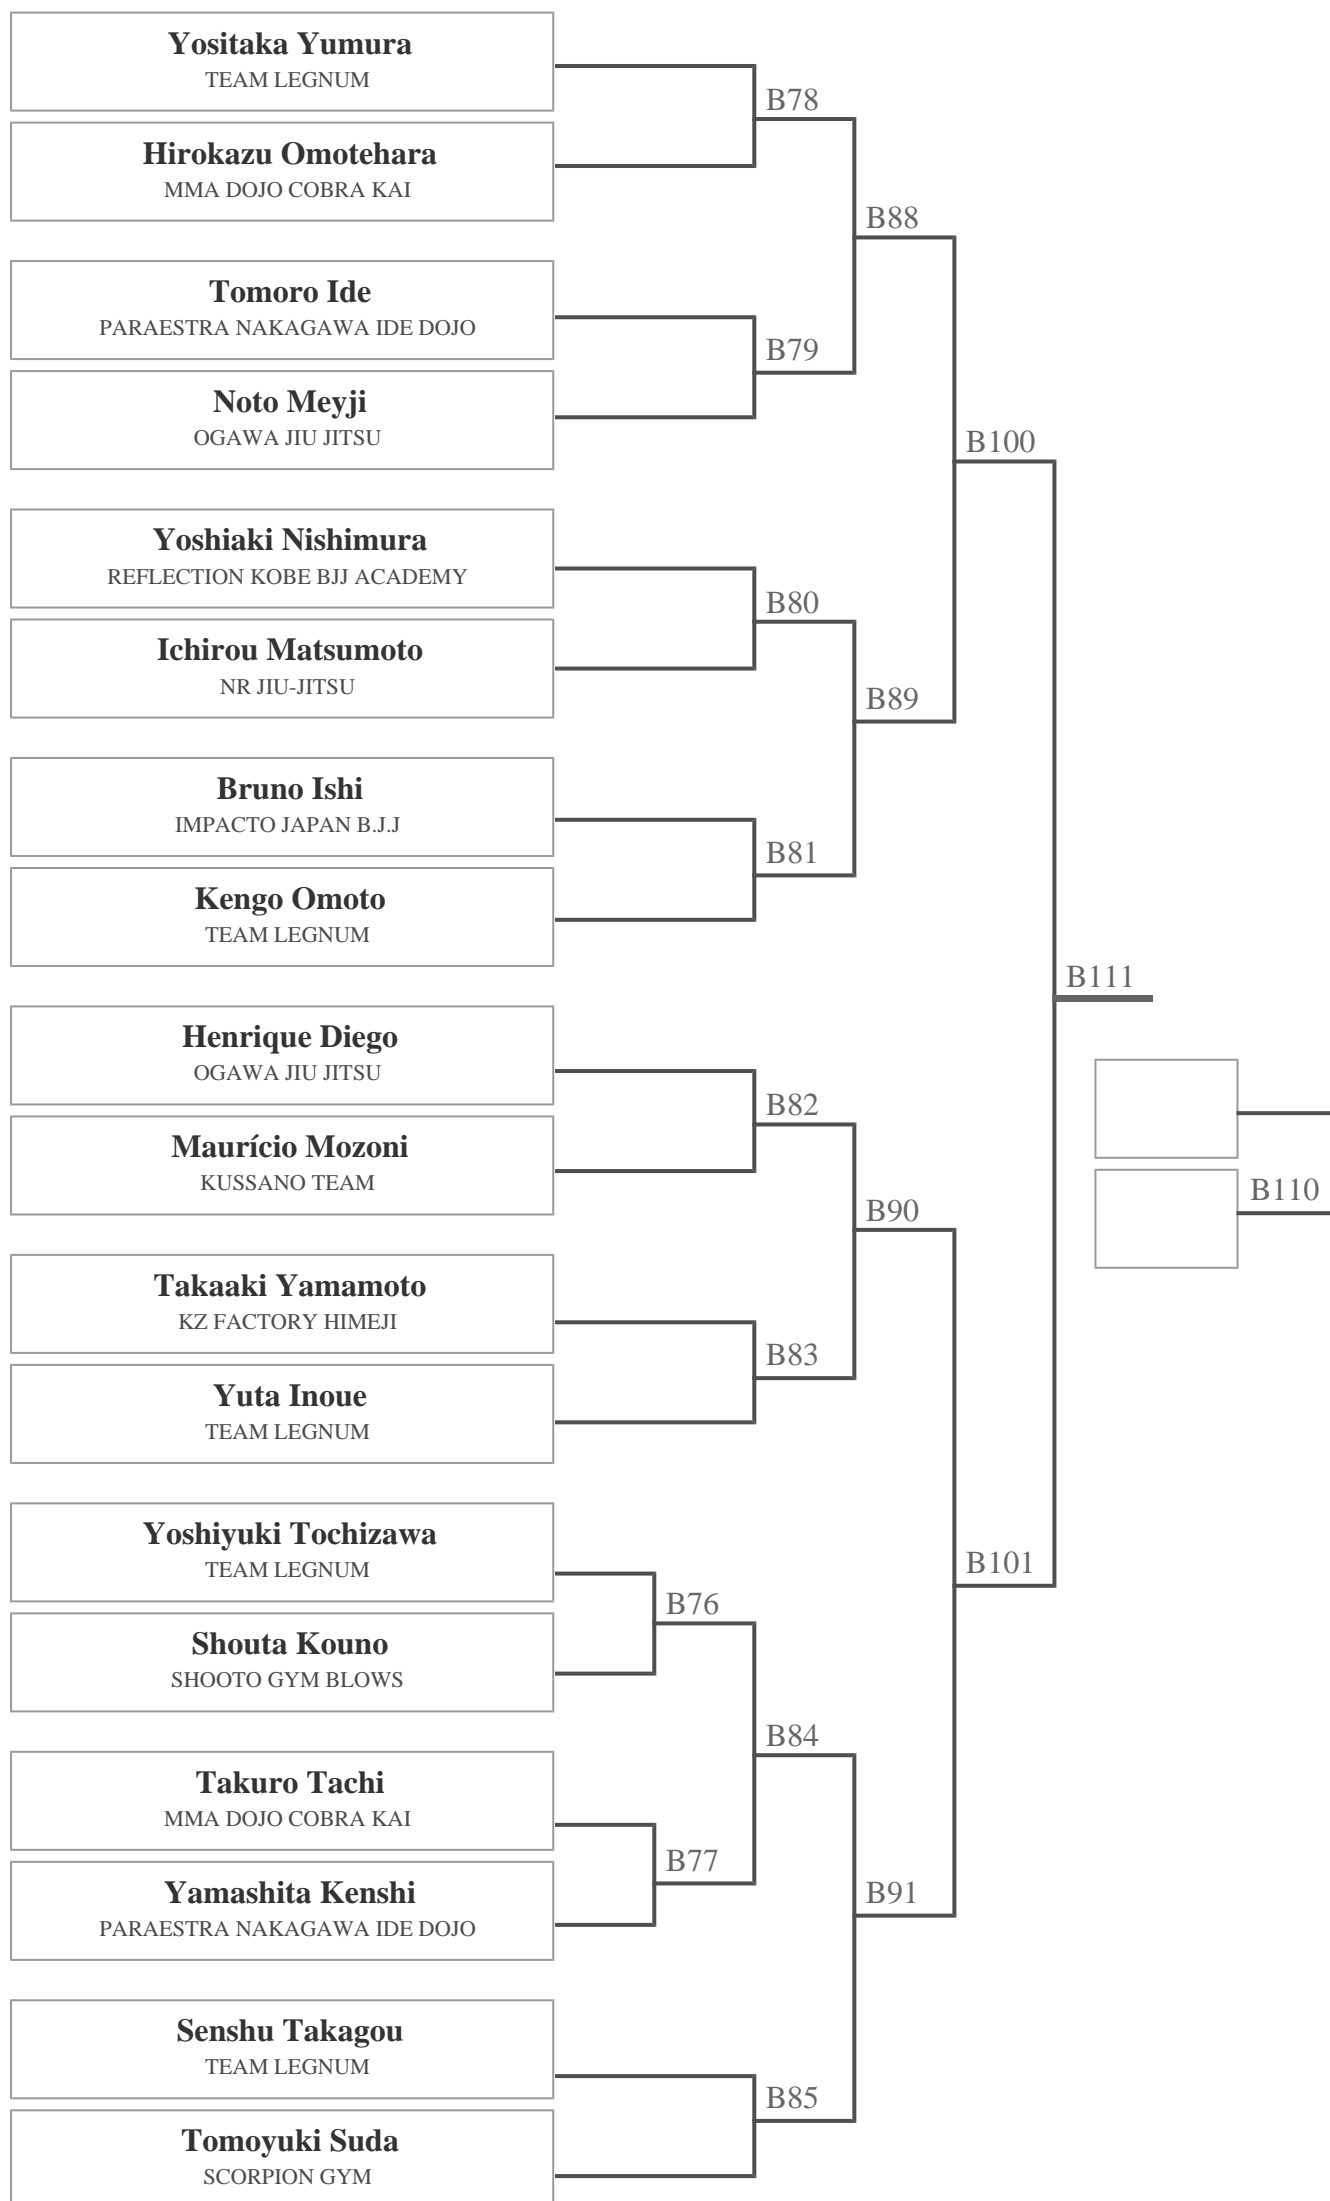 Yositaka Yumura
TEAM LEGNUM
B78
Hirokazu Omotehara
MMA DOJO COBRA KAI
B88
Tomoro Ide
PARAESTRA NAKAGAWA IDE DOJO
B79
Noto Meyji
OGAWA JIU JITSU
B100
Yoshiaki Nishimura
REFLECTION KOBE BJJ ACADEMY
B80
Ichirou Matsumoto
NR JIU-JITSU
B89
Bruno Ishi
IMPACTO JAPAN B.J.J
B81
Kengo Omoto
TEAM LEGNUM
B111
Henrique Diego
OGAWA JIU JITSU
B82
Maurício Mozoni
KUSSANO TEAM
B110
B90
Takaaki Yamamoto
KZ FACTORY HIMEJI
B83
Yuta Inoue
TEAM LEGNUM
Yoshiyuki Tochizawa
TEAM LEGNUM
B101
B76
Shouta Kouno
SHOOTO GYM BLOWS
B84
Takuro Tachi
MMA DOJO COBRA KAI
B77
Yamashita Kenshi
PARAESTRA NAKAGAWA IDE DOJO
B91
Senshu Takagou
TEAM LEGNUM
B85
Tomoyuki Suda
SCORPION GYM